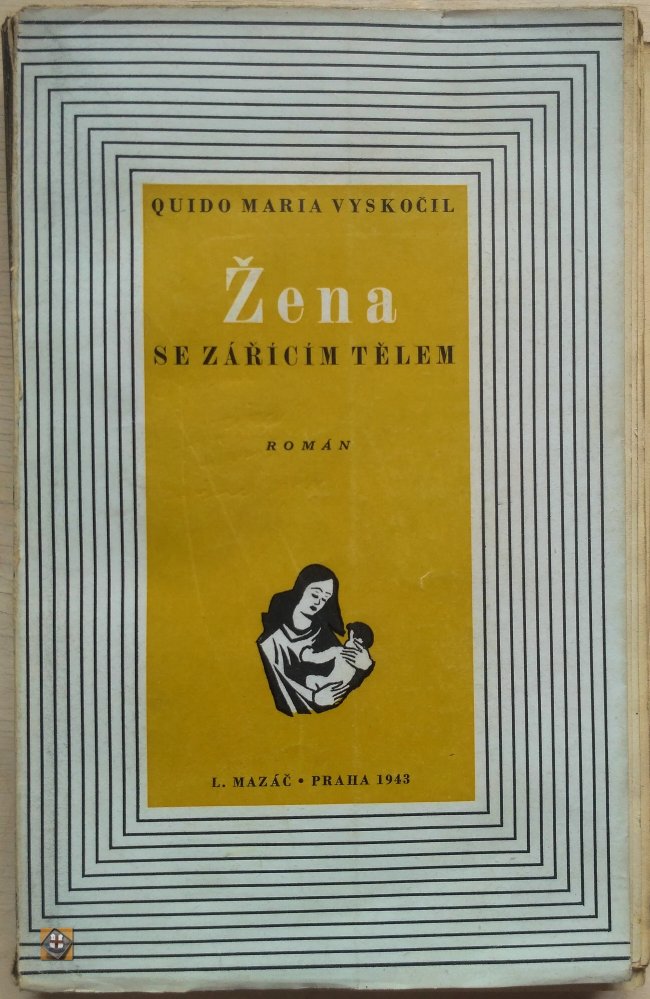 QUIDO MARIA VYSKOČIL
Žena
SE ZÁŘÍCÍM TĚLEM
ROMÁN
L. MAZÁČ • PRAHA 1943